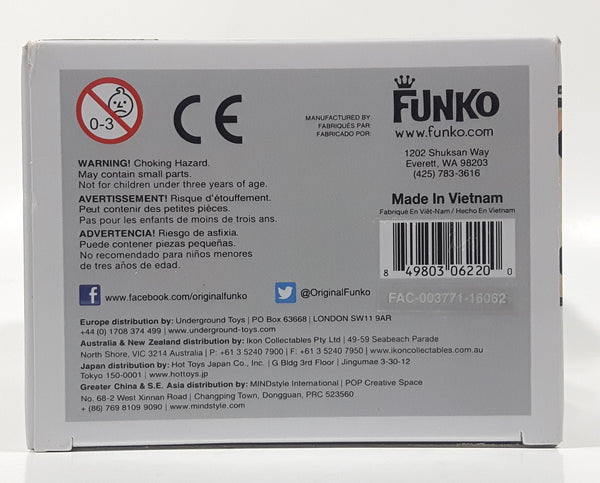 0-3
CE
MANUFACTURED BY:
FABRIQUÉS PAR:
FABRICADO POR:
FUNKO
www.funko.com
1202 Shuksan Way
Everett, WA 98203
(425) 783-3616
WARNING! Choking Hazard.
May contain small parts.
Not for children under three years of age.
AVERTISSEMENT! Risque d'étouffement.
Peut contenir des petites pièces.
Pas pour les enfants de moins de trois ans.
ADVERTENCIA! Riesgo de asfixia.
Puede contener piezas pequeñas.
No recomendado para niños menores
de tres años de edad.
Made In Vietnam
Fabriqué En Viêt-Nam / Hecho En Vietnam
8 49803 06220 0
FAC-003771-16062
www.facebook.com/originalfunko
@OriginalFunko
Europe distribution by: Underground Toys | PO Box 63668 | LONDON SW11 9AR
+44 (0) 1708 374 499 | www.underground-toys.com
Australia & New Zealand distribution by: Ikon Collectables Pty Ltd | 49-59 Seabeach Parade
North Shore, VIC 3214 Australia | P: +61 3 5240 7900 | F: +61 3 5240 7950 | www.ikoncollectables.com.au
Japan distribution by: Hot Toys Japan Co., Inc. | G Bldg 3rd Floor | Jingumae 3-30-12
Tokyo 150-0001 | www.hottoys.jp
Greater China & S.E. Asia distribution by: MINDstyle International | POP Creative Space
No. 68-2 West Xinnan Road | Changping Town, Dongguan, PRC 523560
+ (86) 769 8109 9090 | www.mindstyle.com